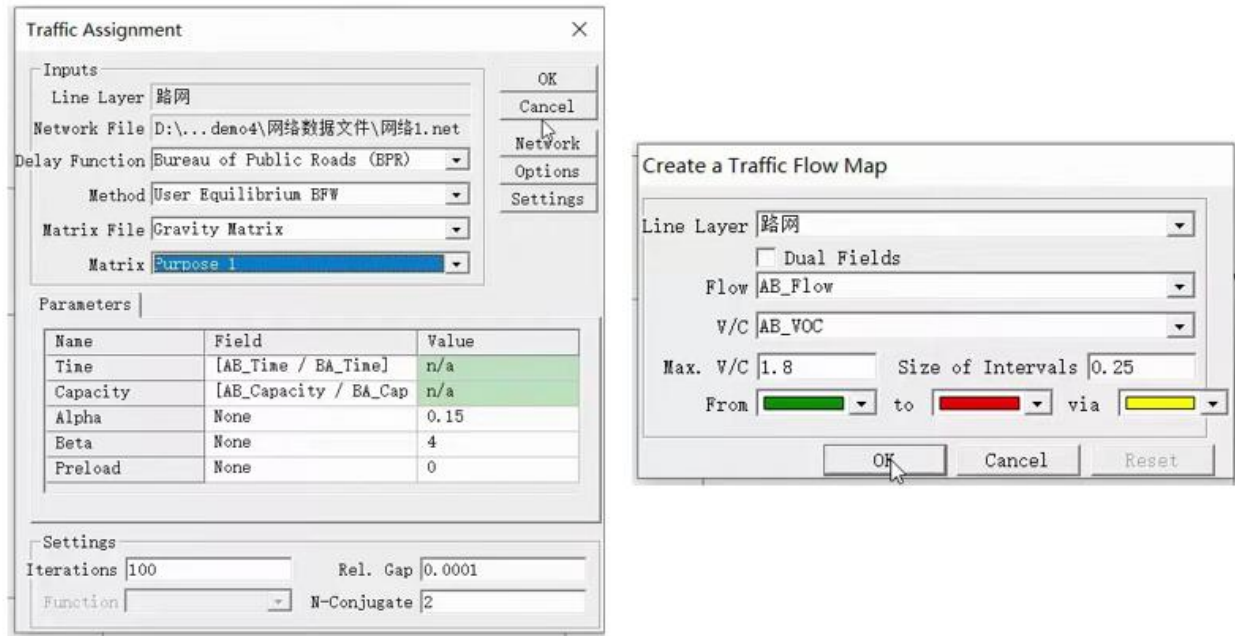 Traffic Assignment
Inputs
Line Layer 路网
Network File D:\...demo4\网络数据文件\网络1.net
Delay Function Bureau of Public Roads (BPR)
Method User Equilibrium BFW
Matrix File Gravity Matrix
Matrix Purpose 1
OK
Cancel
Network
Options
Settings
Parameters
Name Field Value
Time [AB_Time / BA_Time] n/a
Capacity [AB_Capacity / BA_Cap n/a
Alpha None 0.15
Beta None 4
Preload None 0
Settings
Iterations 100 Rel. Gap 0.0001
Function N-Conjugate 2
Create a Traffic Flow Map
Line Layer 路网
Dual Fields
Flow AB_Flow
V/C AB_VOC
Max. V/C 1.8 Size of Intervals 0.25
From to via
OK Cancel Reset